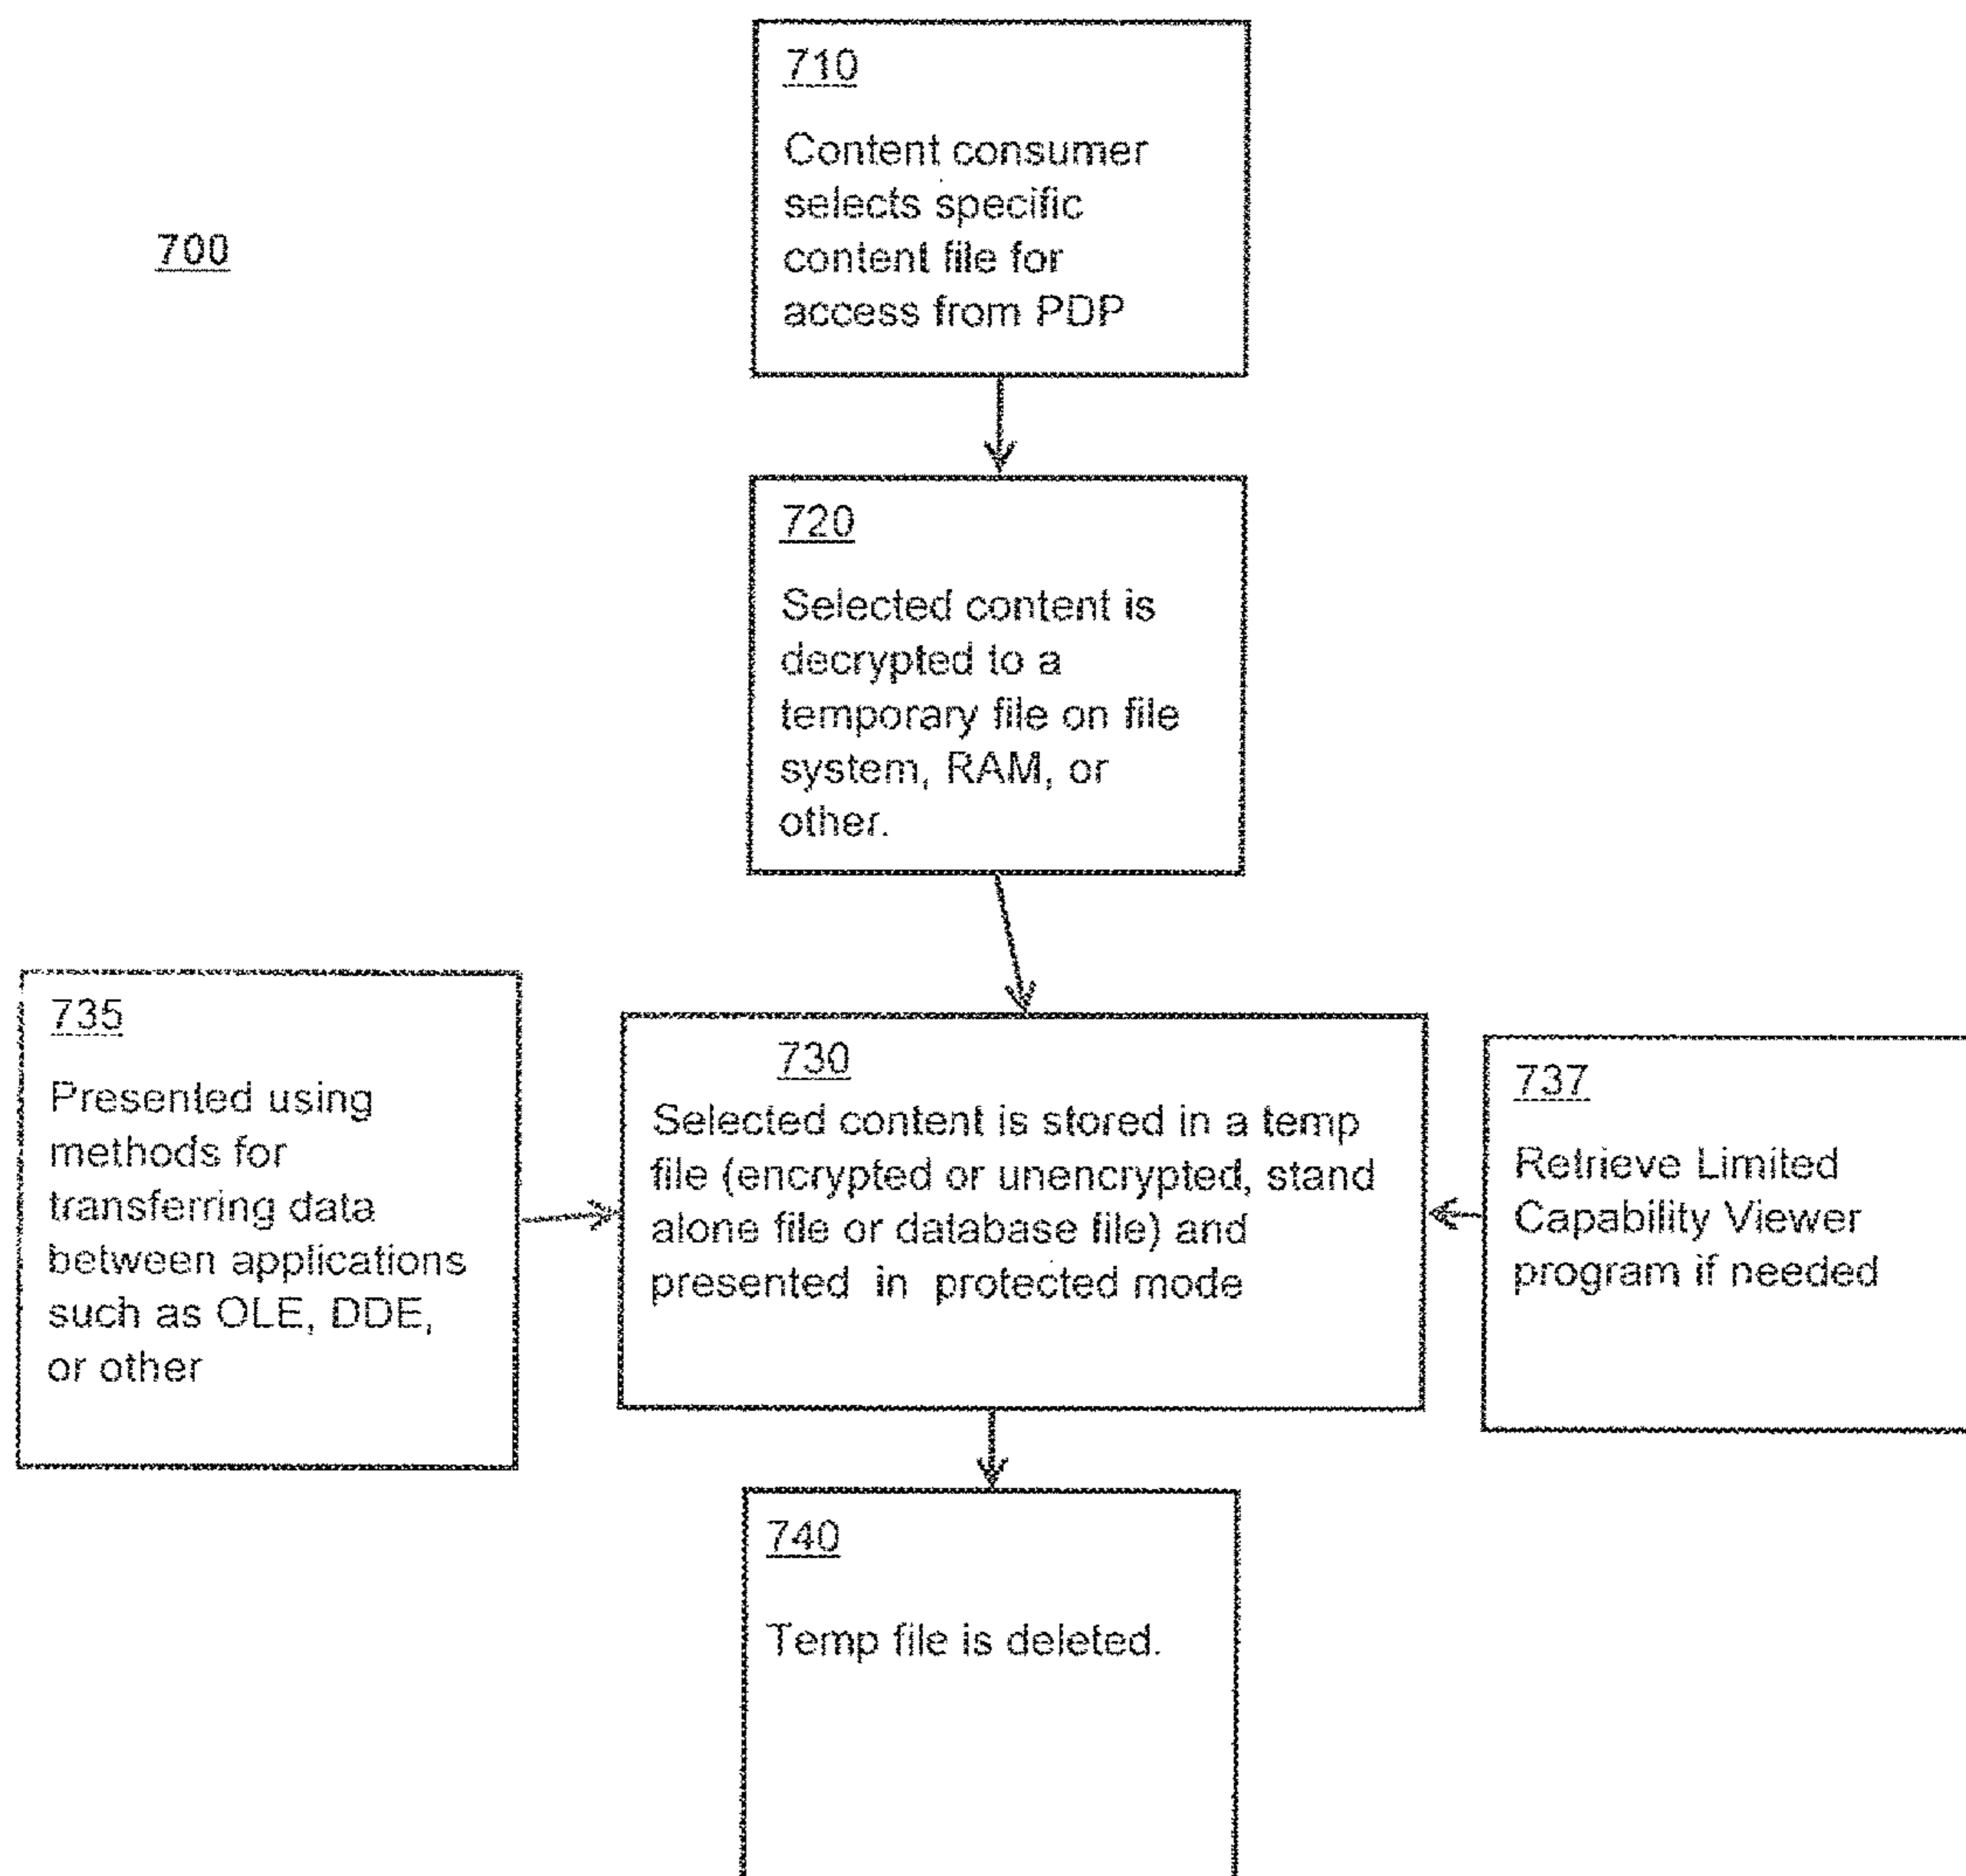 710
Content consumer
selects specific
content file for
access from PDP
700
720
Selected content is
decrypted to a
temporary file on file
system, RAM, or
other.
735
Presented using
methods for
transferring data
between applications
such as OLE, DDE,
or other
730
Selected content is stored in a temp
file (encrypted or unencrypted, stand
alone file or database file) and
presented in protected mode
737
Retrieve Limited
Capability Viewer
program if needed
740
Temp file is deleted.